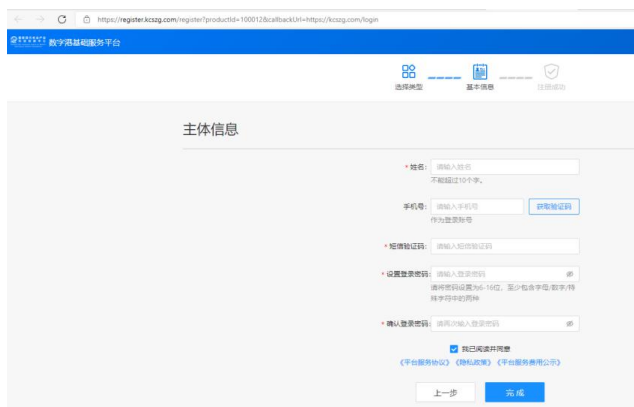 https://register.kcszg.com/register?productId=100012&callbackUrl=https://kcszg.com/login
数字港基础服务平台
选择类型 基本信息 注册成功
主体信息
* 姓名: 请输入姓名
不能超过10个字。
手机号: 请输入手机号 获取验证码
作为登录账号
* 短信验证码: 请输入短信验证码
* 设置登录密码: 请输入登录密码
请将密码设置为6-16位，至少包含字母/数字/特
殊字符中的两种
* 确认登录密码: 请再次输入登录密码
我已阅读并同意
《平台服务协议》《隐私政策》《平台服务费用公示》
上一步 完成